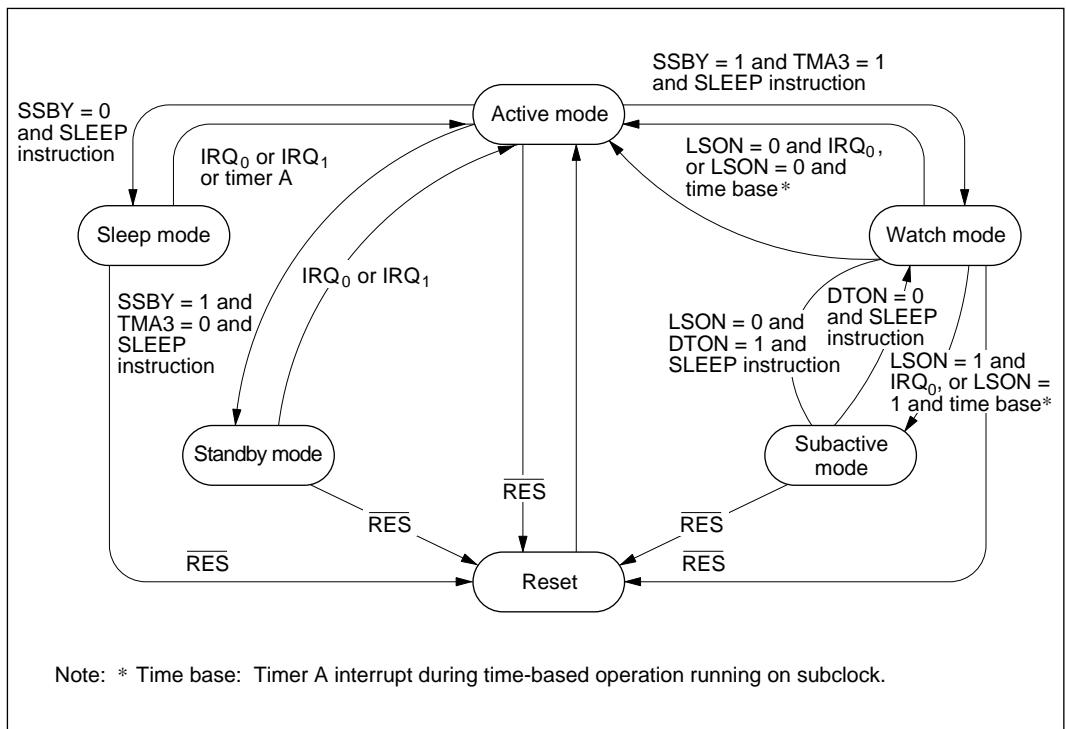 SSBY = 1 and TMA3 = 1
and SLEEP instruction
SSBY = 0
and SLEEP
instruction
Active mode
IRQ0 or IRQ1
or timer A
LSON = 0 and IRQ0,
or LSON = 0 and
time base*
Sleep mode
Watch mode
IRQ0 or IRQ1
SSBY = 1 and
TMA3 = 0 and
SLEEP
instruction
LSON = 0 and
DTON = 1 and
SLEEP instruction
DTON = 0
and SLEEP
instruction
LSON = 1 and
IRQ0, or LSON =
1 and time base*
Standby mode
Subactive
mode
RES
RES
RES
RES
RES
Reset
Note: * Time base: Timer A interrupt during time-based operation running on subclock.